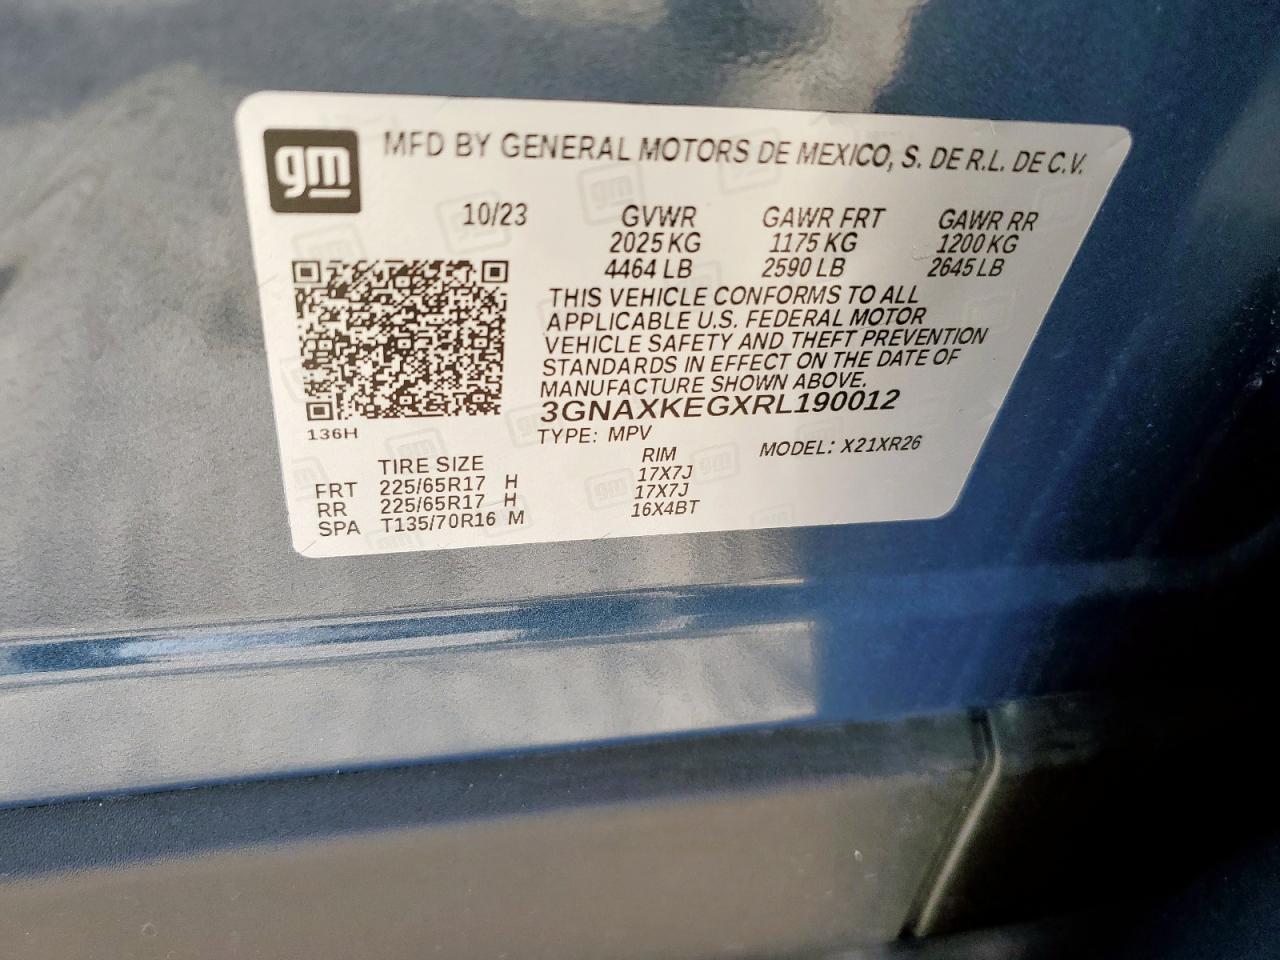 gm
MFD BY GENERAL MOTORS DE MEXICO, S. DE R.L. DE C.V.
10/23 GVWR GAWR FRT GAWR RR
2025 KG 1175 KG 1200 KG
4464 LB 2590 LB 2645 LB
THIS VEHICLE CONFORMS TO ALL
APPLICABLE U.S. FEDERAL MOTOR
VEHICLE SAFETY AND THEFT PREVENTION
STANDARDS IN EFFECT ON THE DATE OF
MANUFACTURE SHOWN ABOVE.
3GNAXKEGXRL190012
136H
TYPE: MPV MODEL: X21XR26
TIRE SIZE RIM
FRT 225/65R17 H 17X7J
RR 225/65R17 H 17X7J
SPA T135/70R16 M 16X4BT